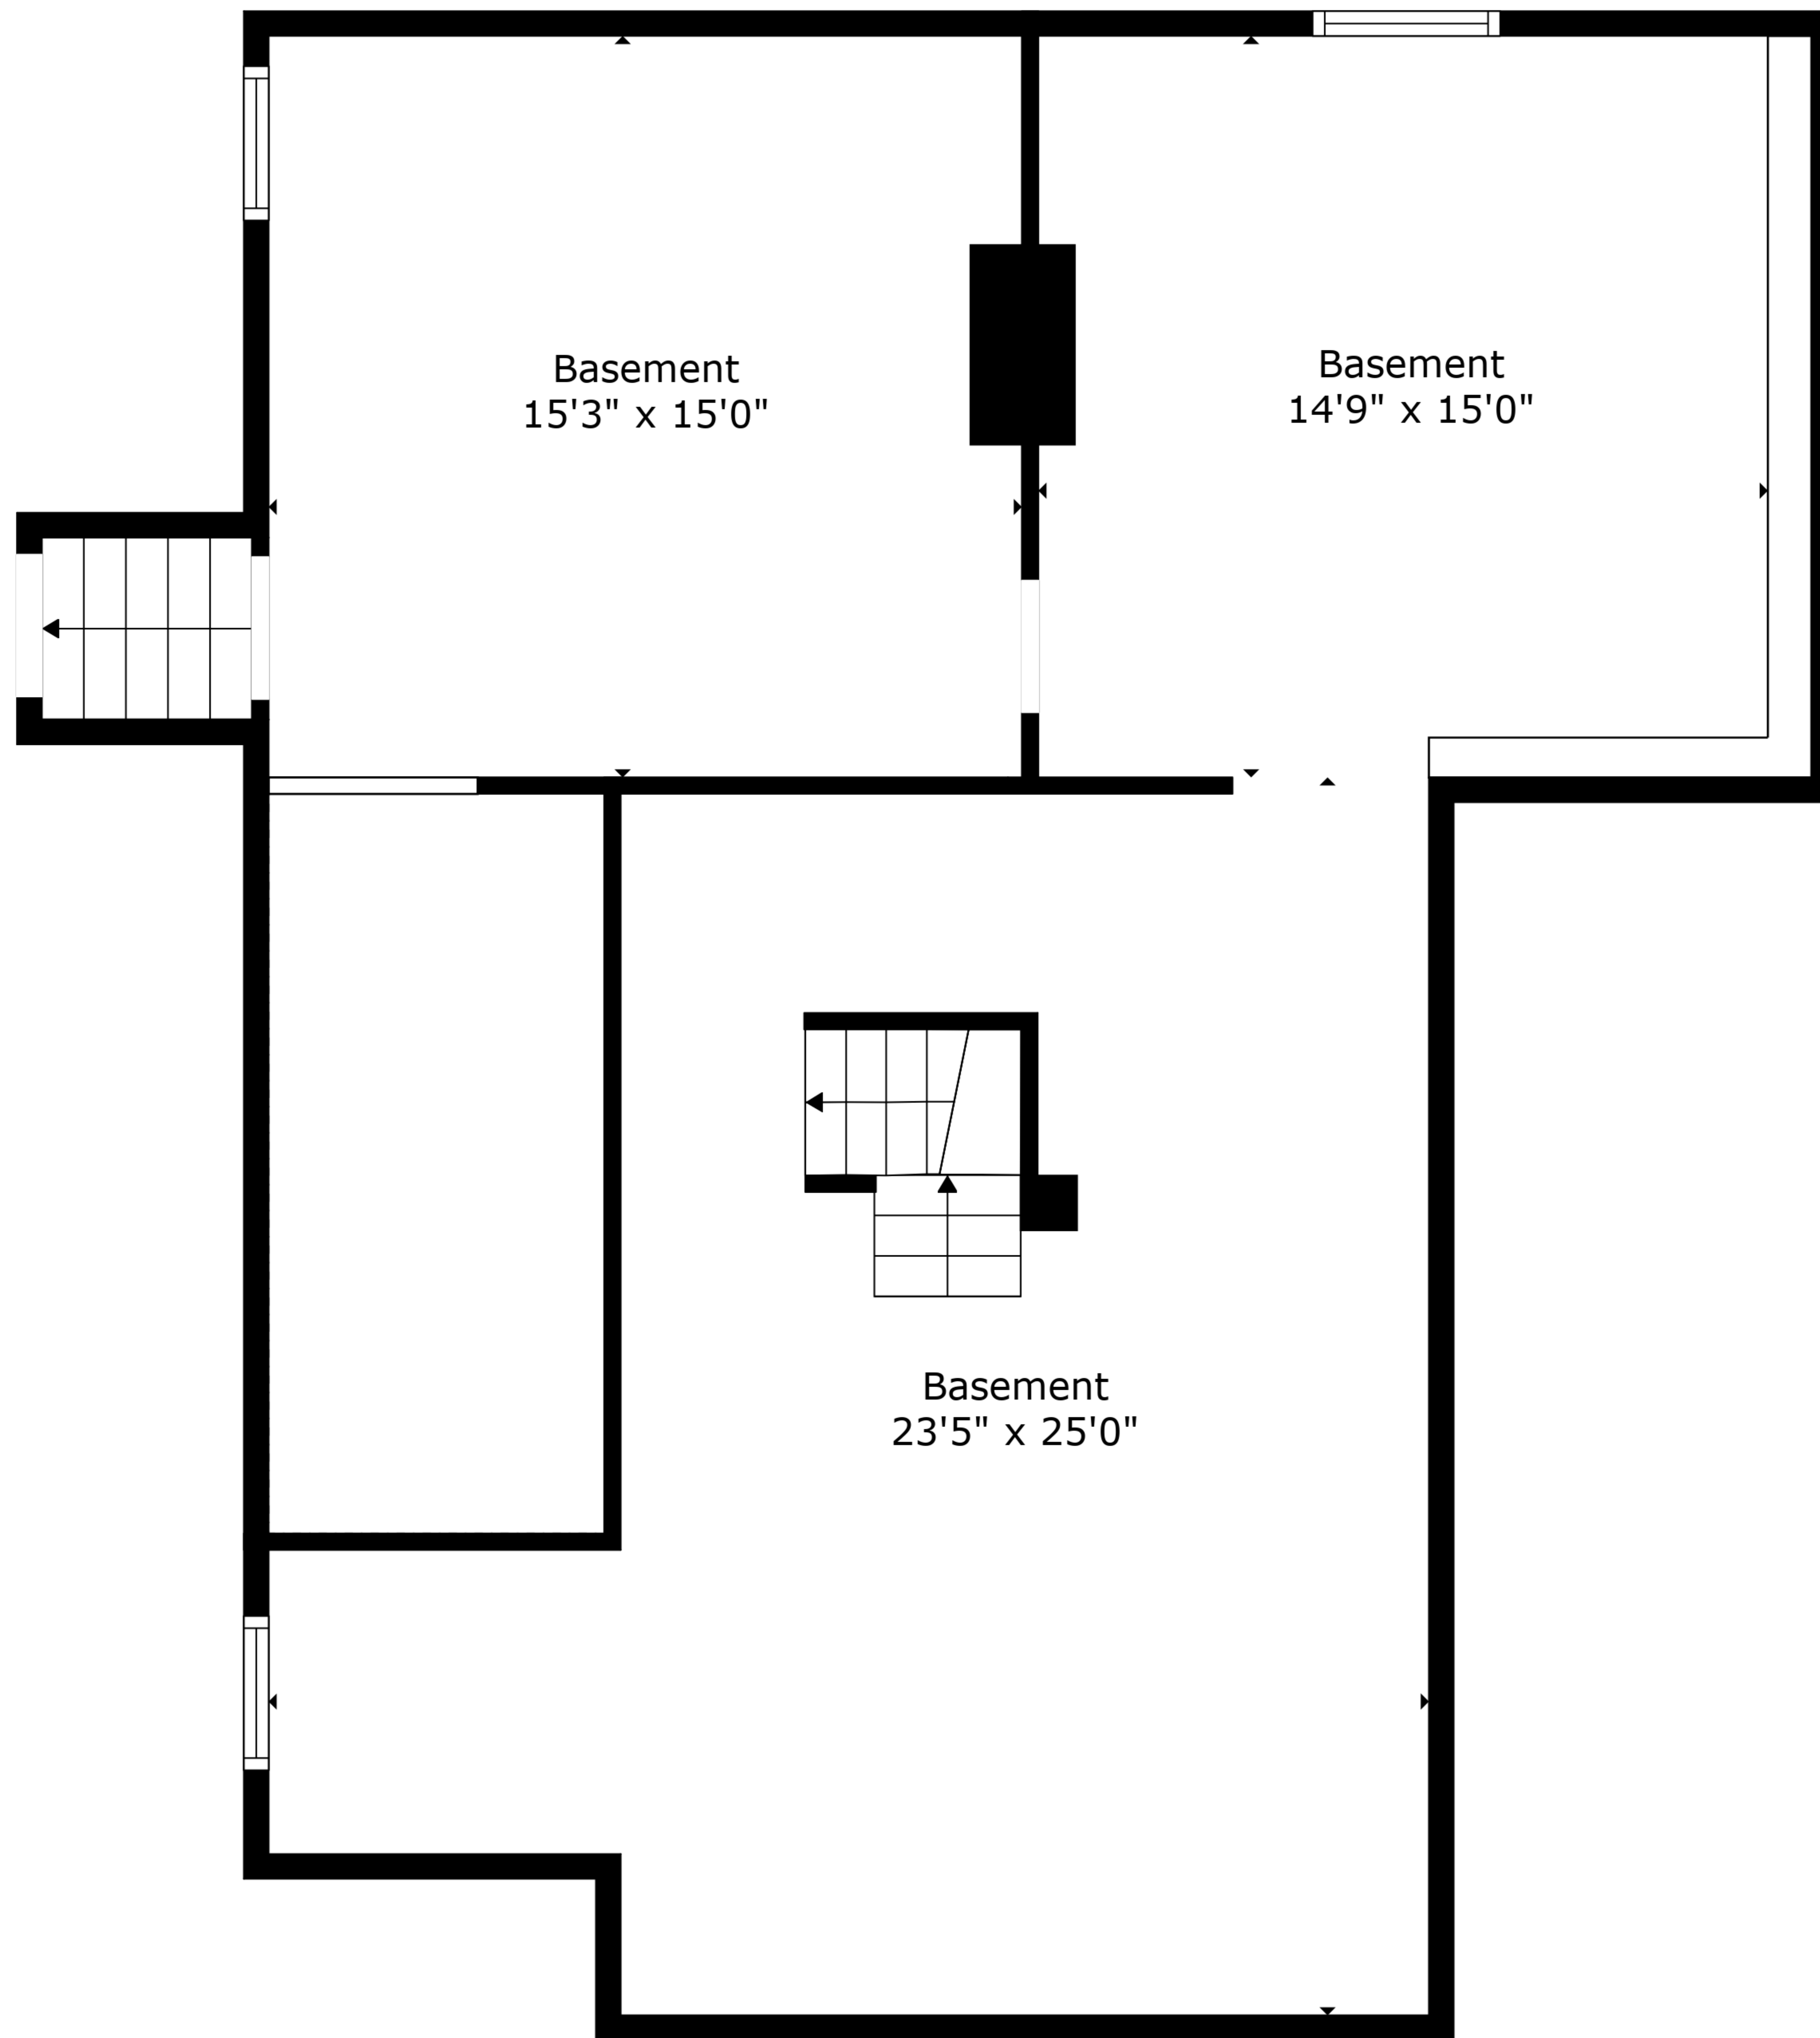 Basement
15'3" x 15'0"
Basement
14'9" x 15'0"
Basement
23'5" x 25'0"